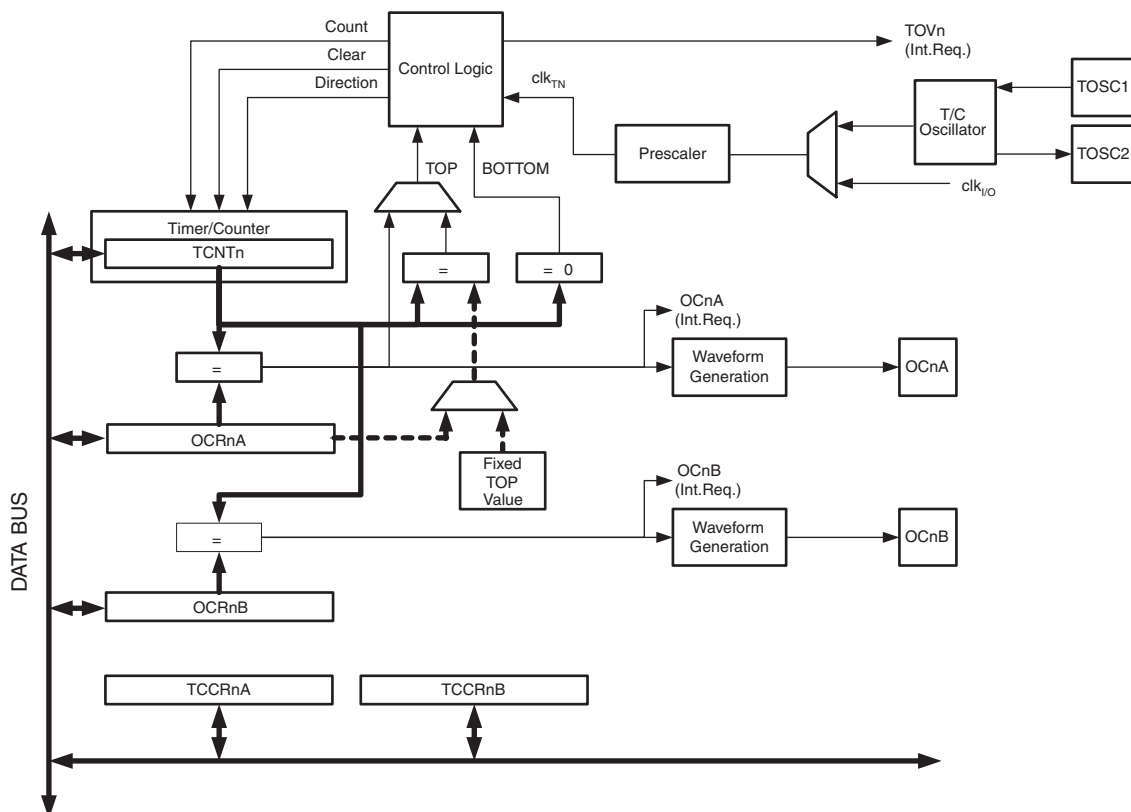 Count
Clear
Direction
Control Logic
TOVn
(Int.Req.)
clkTN
TOSC1
T/C
Oscillator
TOSC2
Prescaler
clkI/O
TOP
BOTTOM
Timer/Counter
TCNTn
=
= 0
OCnA
(Int.Req.)
=
Waveform
Generation
OCnA
OCRnA
Fixed
TOP
Value
OCnB
(Int.Req.)
=
Waveform
Generation
OCnB
OCRnB
DATA BUS
TCCRnA
TCCRnB